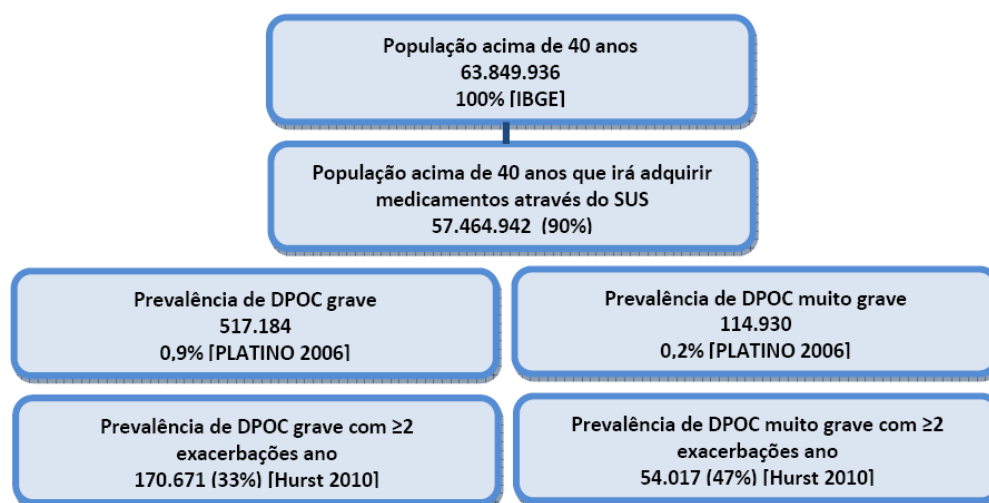 População acima de 40 anos
63.849.936
100% [IBGE]
População acima de 40 anos que irá adquirir
medicamentos através do SUS
57.464.942 (90%)
Prevalência de DPOC grave
517.184
0,9% [PLATINO 2006]
Prevalência de DPOC muito grave
114.930
0,2% [PLATINO 2006]
Prevalência de DPOC grave com ≥2
exacerbações ano
170.671 (33%) [Hurst 2010]
Prevalência de DPOC muito grave com ≥2
exacerbações ano
54.017 (47%) [Hurst 2010]